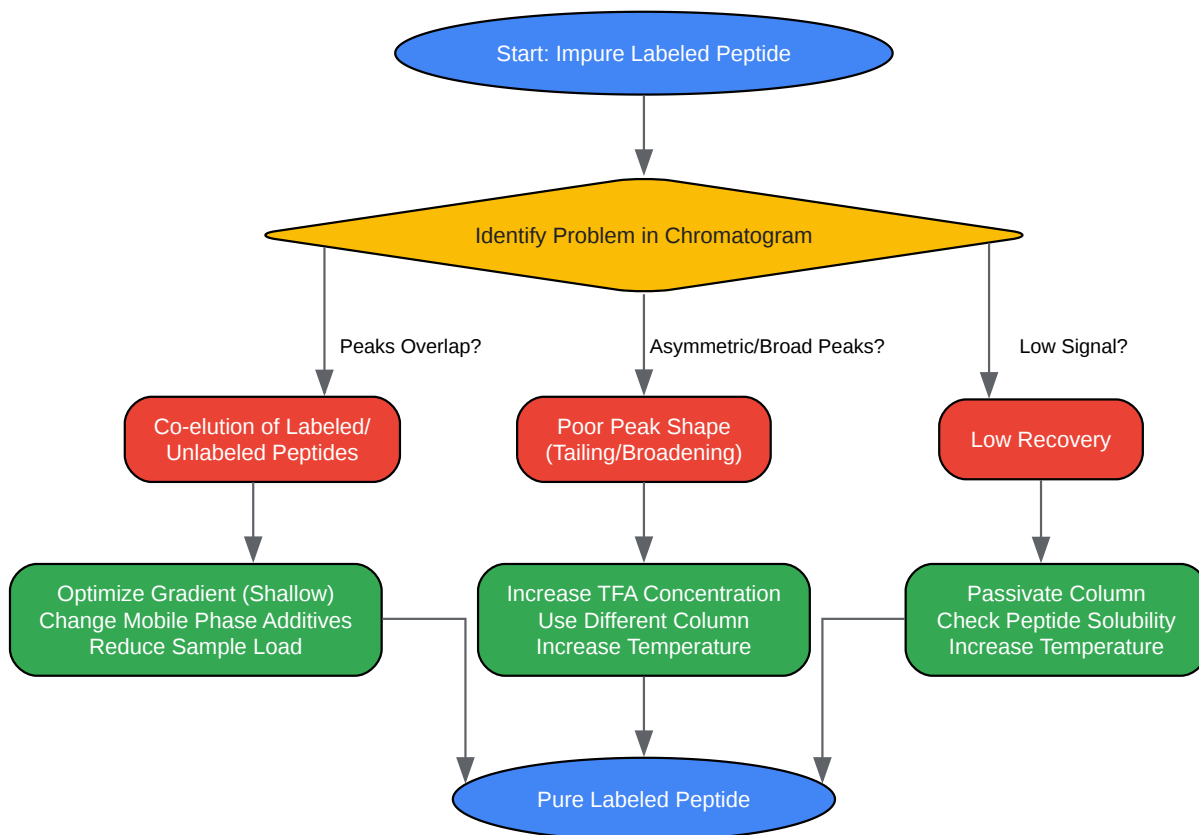 Start: Impure Labeled Peptide
Identify Problem in Chromatogram
Peaks Overlap?
Asymmetric/Broad Peaks?
Low Signal?
Co-elution of Labeled/
Unlabeled Peptides
Poor Peak Shape
(Tailing/Broadening)
Low Recovery
Optimize Gradient (Shallow)
Change Mobile Phase Additives
Reduce Sample Load
Increase TFA Concentration
Use Different Column
Increase Temperature
Passivate Column
Check Peptide Solubility
Increase Temperature
Pure Labeled Peptide